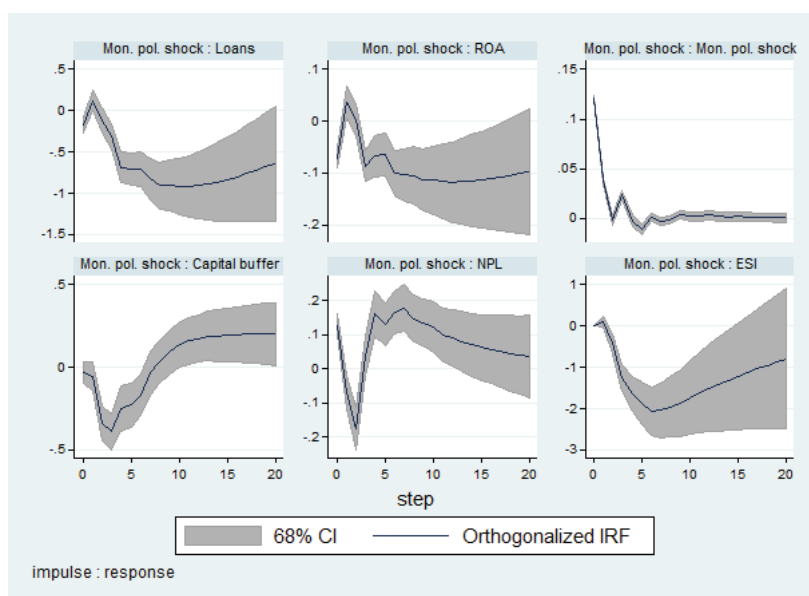 Mon. pol. shock : Loans
Mon. pol. shock : ROA
Mon. pol. shock : Mon. pol. shock
.5
0
-.5
-1
-1.5
.1
0
-.1
-.2
.15
.1
.05
0
Mon. pol. shock : Capital buffer
Mon. pol. shock : NPL
Mon. pol. shock : ESI
.5
0
-.5
.2
.1
0
-.1
-.2
1
0
-1
-2
-3
0 5 10 15 20
0 5 10 15 20
0 5 10 15 20
step
68% CI
Orthogonalized IRF
impulse : response